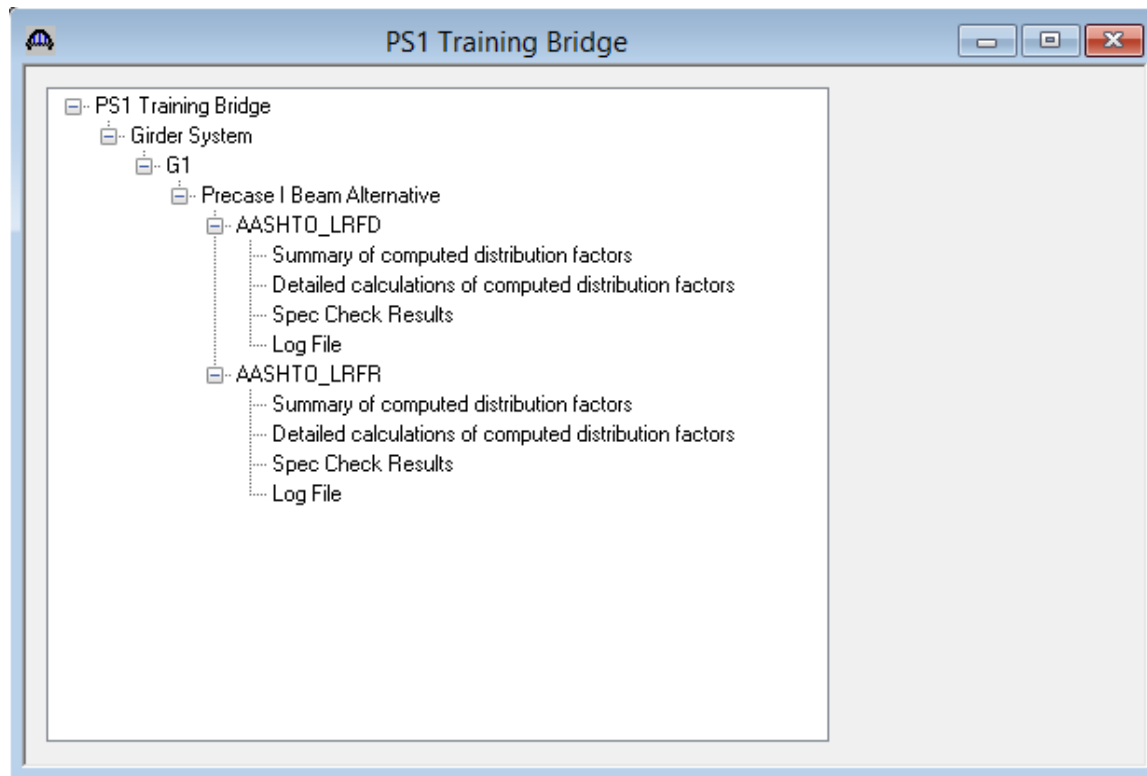 PS1 Training Bridge
PS1 Training Bridge
Girder System
G1
Precase I Beam Alternative
AASHTO_LRFD
Summary of computed distribution factors
Detailed calculations of computed distribution factors
Spec Check Results
Log File
AASHTO_LRFR
Summary of computed distribution factors
Detailed calculations of computed distribution factors
Spec Check Results
Log File